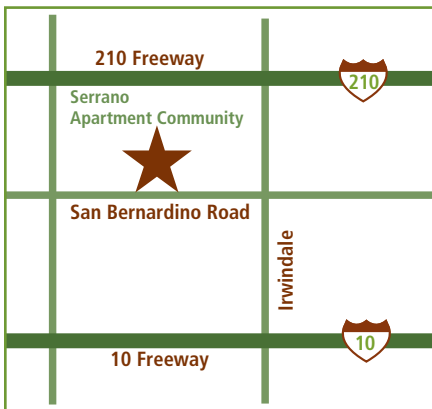 210 Freeway
210
Serrano
Apartment Community
San Bernardino Road
Irwindale
10
10 Freeway